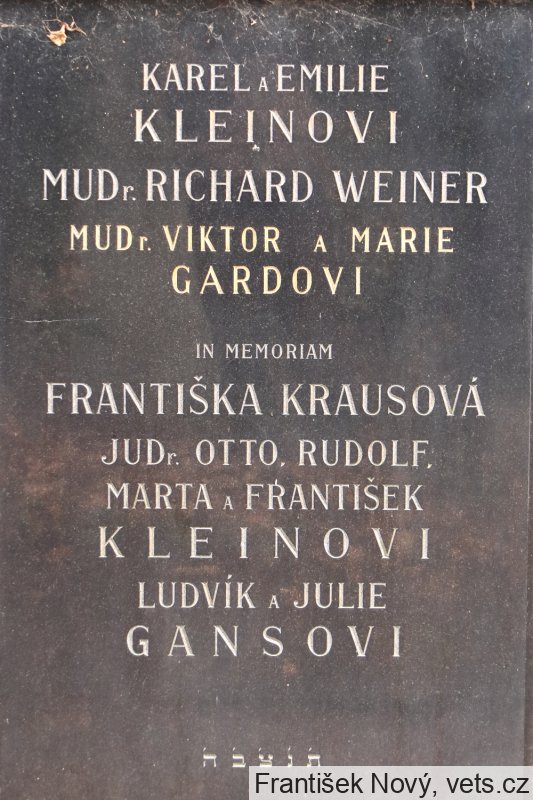 KAREL A EMILIE
KLEINOVI
MUDr. RICHARD WEINER
MUDr. VIKTOR A MARIE
GARDOVI
IN MEMORIAM
FRANTIŠKA KRAUSOVÁ
JUDr. OTTO, RUDOLF,
MARTA A FRANTIŠEK
KLEINOVI
LUDVÍK A JULIE
GANSOVI
ת נ צ ב ה
František Nový, vets.cz